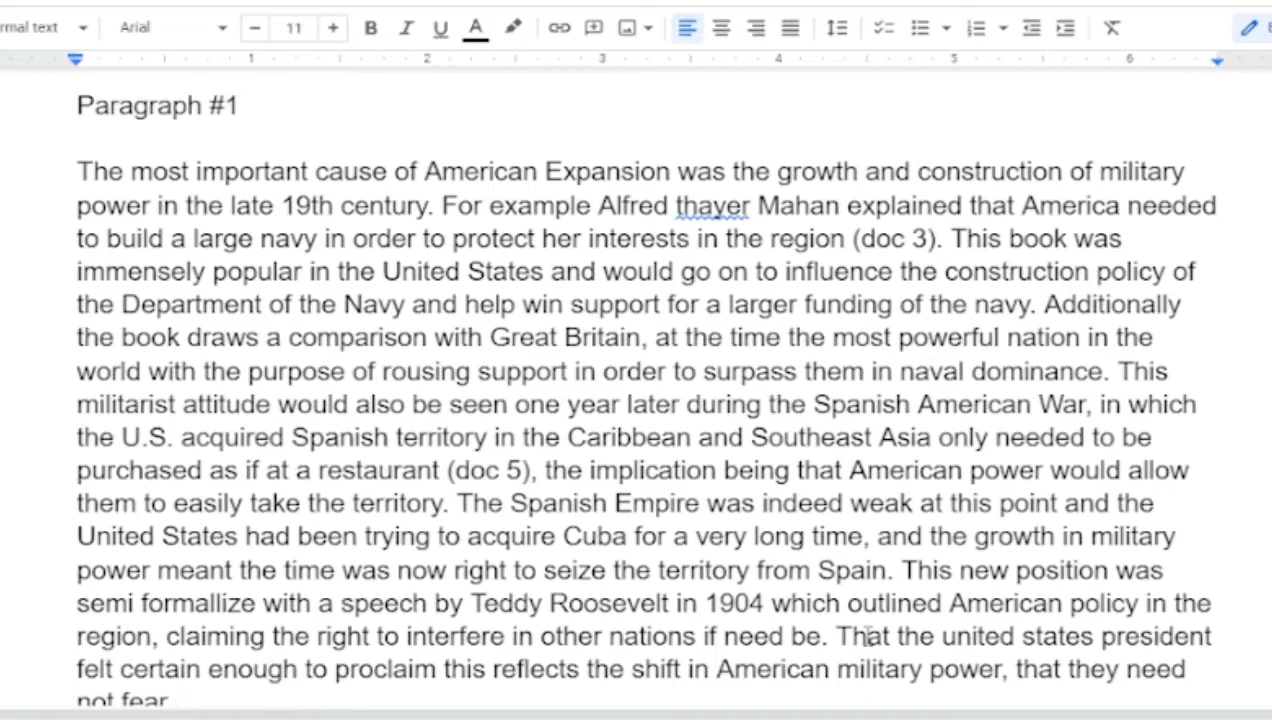 rmal text Arial 11 B I U A
1 2 3 4 5 6
Paragraph #1
The most important cause of American Expansion was the growth and construction of military
power in the late 19th century. For example Alfred thayer Mahan explained that America needed
to build a large navy in order to protect her interests in the region (doc 3). This book was
immensely popular in the United States and would go on to influence the construction policy of
the Department of the Navy and help win support for a larger funding of the navy. Additionally
the book draws a comparison with Great Britain, at the time the most powerful nation in the
world with the purpose of rousing support in order to surpass them in naval dominance. This
militarist attitude would also be seen one year later during the Spanish American War, in which
the U.S. acquired Spanish territory in the Caribbean and Southeast Asia only needed to be
purchased as if at a restaurant (doc 5), the implication being that American power would allow
them to easily take the territory. The Spanish Empire was indeed weak at this point and the
United States had been trying to acquire Cuba for a very long time, and the growth in military
power meant the time was now right to seize the territory from Spain. This new position was
semi formallize with a speech by Teddy Roosevelt in 1904 which outlined American policy in the
region, claiming the right to interfere in other nations if need be. That the united states president
felt certain enough to proclaim this reflects the shift in American military power, that they need
not fear